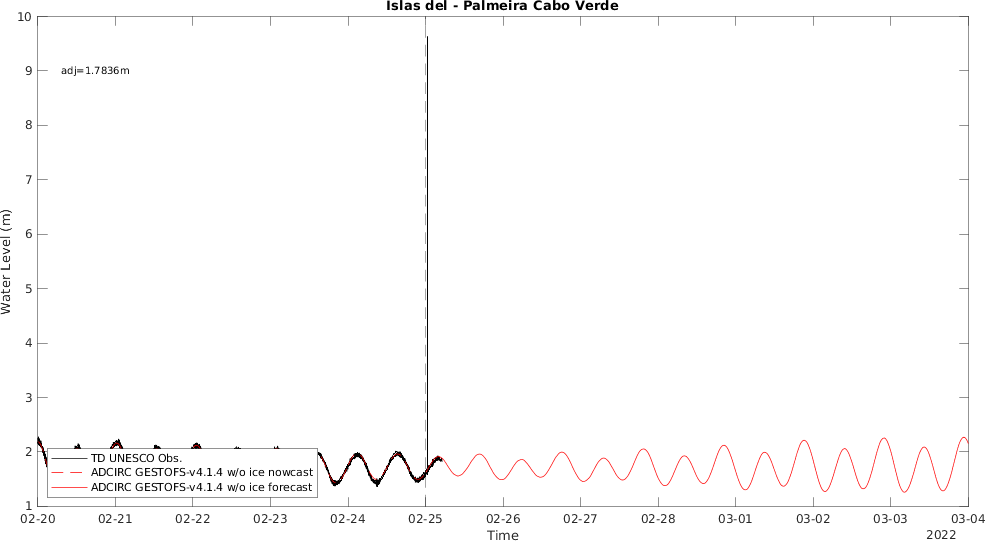 Islas del - Palmeira Cabo Verde
10
9
8
7
6
5
4
3
2
1
Water Level (m)
adj=1.7836m
TD UNESCO Obs.
ADCIRC GESTOFS-v4.1.4 w/o ice nowcast
ADCIRC GESTOFS-v4.1.4 w/o ice forecast
02-20 02-21 02-22 02-23 02-24 02-25 02-26 02-27 02-28 03-01 03-02 03-03 03-04
Time
2022